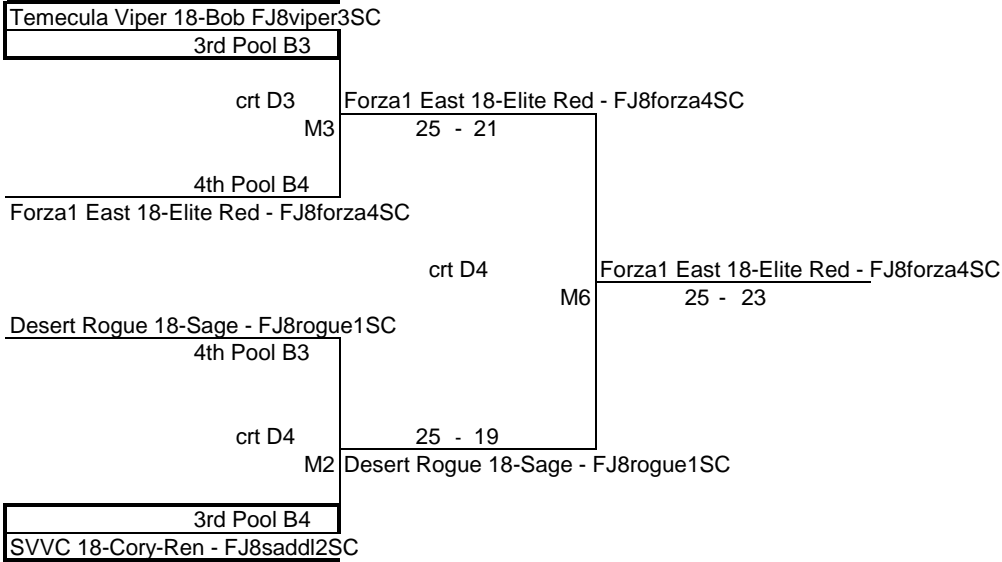 Temecula Viper 18-Bob FJ8viper3SC
3rd Pool B3
crt D3 Forza1 East 18-Elite Red - FJ8forza4SC
M3 25 - 21
4th Pool B4
Forza1 East 18-Elite Red - FJ8forza4SC
crt D4 Forza1 East 18-Elite Red - FJ8forza4SC
M6 25 - 23
Desert Rogue 18-Sage - FJ8rogue1SC
4th Pool B3
crt D4 25 - 19
M2 Desert Rogue 18-Sage - FJ8rogue1SC
3rd Pool B4
SVVC 18-Cory-Ren - FJ8saddl2SC